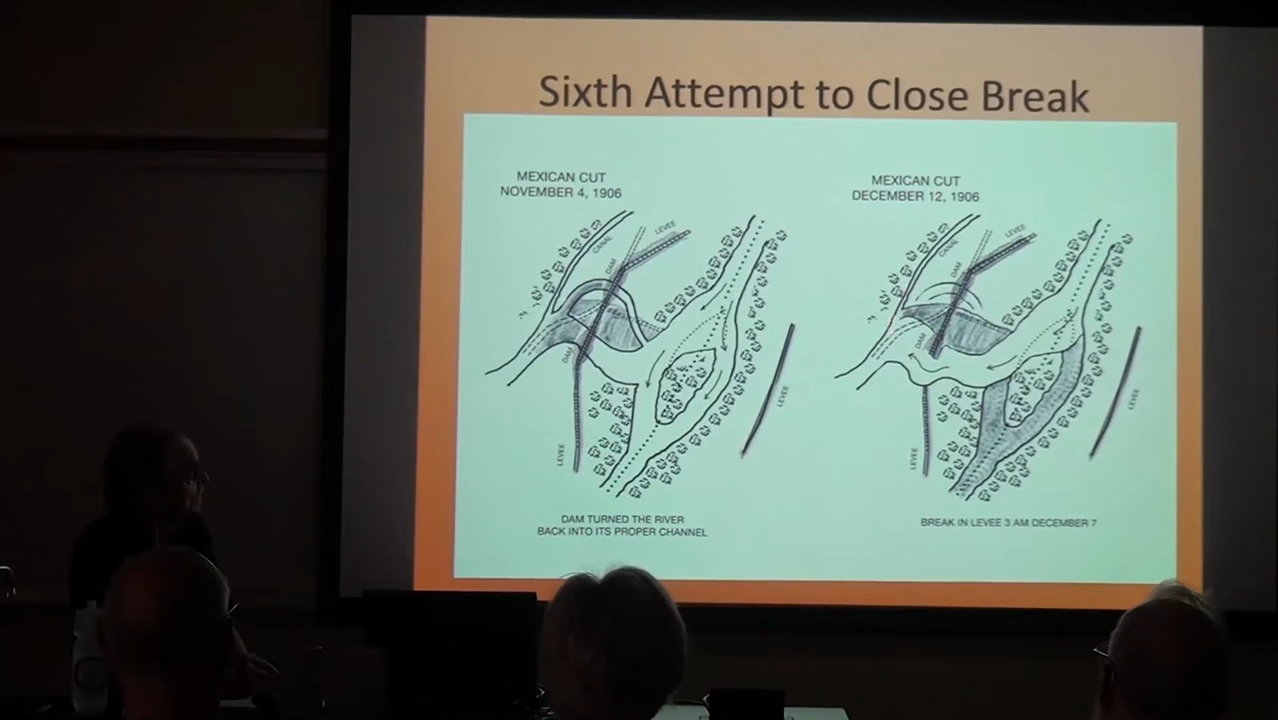 Sixth Attempt to Close Break
MEXICAN CUT
NOVEMBER 4, 1906
CANAL
LEVEE
DAM
DAM
LEVEE
LEVEE
DAM TURNED THE RIVER
BACK INTO ITS PROPER CHANNEL
MEXICAN CUT
DECEMBER 12, 1906
CANAL
LEVEE
DAM
DAM
LEVEE
LEVEE
BREAK IN LEVEE 3 AM DECEMBER 7